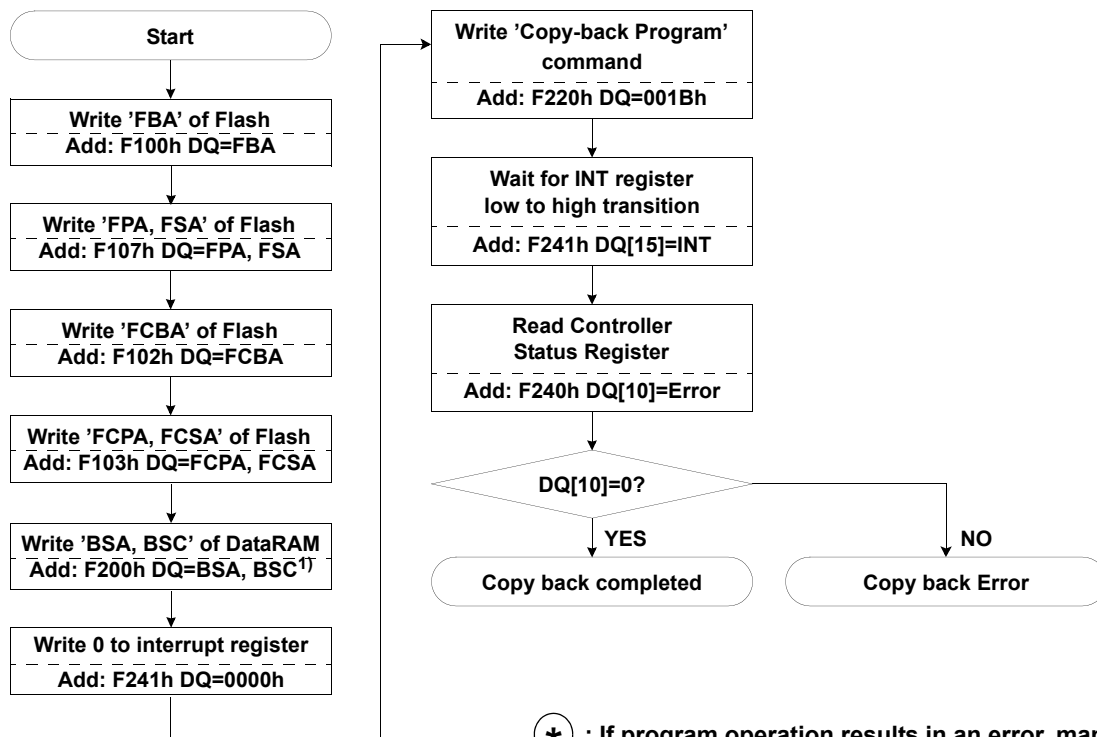 Start
Write ’FBA’ of Flash
Add: F100h DQ=FBA
Write ’FPA, FSA’ of Flash
Add: F107h DQ=FPA, FSA
Write ’FCBA’ of Flash
Add: F102h DQ=FCBA
Write ’FCPA, FCSA’ of Flash
Add: F103h DQ=FCPA, FCSA
Write ’BSA, BSC’ of DataRAM
Add: F200h DQ=BSA, BSC1)
Write 0 to interrupt register
Add: F241h DQ=0000h
Write ’Copy-back Program’
command
Add: F220h DQ=001Bh
Wait for INT register
low to high transition
Add: F241h DQ[15]=INT
Read Controller
Status Register
Add: F240h DQ[10]=Error
DQ[10]=0?
YES
NO
Copy back completed
Copy back Error
* : If program operation results in an error, map